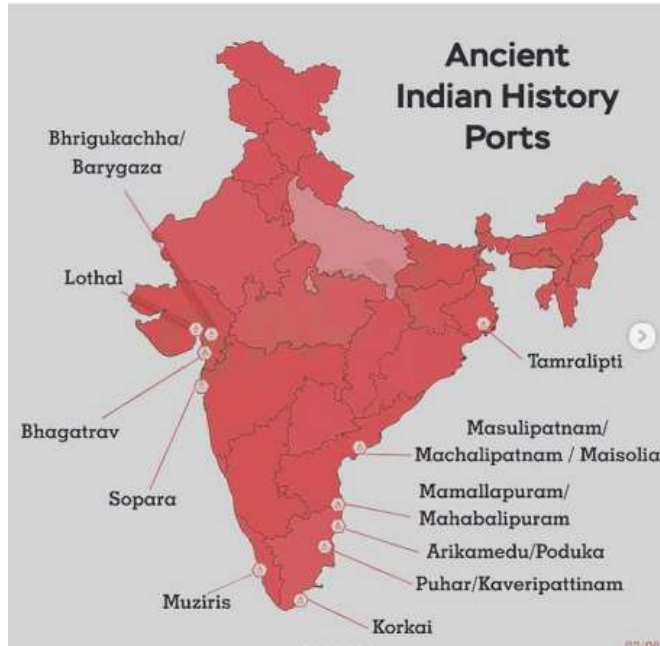 Ancient
Indian History
Ports
Bhrigukachha/
Barygaza
Lothal
Bhagatrav
Sopara
Muziris
Korkai
Tamralipti
Masulipatnam/
Machalipatnam / Maisolia
Mamallapuram/
Mahabalipuram
Arikamedu/Poduka
Puhar/Kaveripattinam